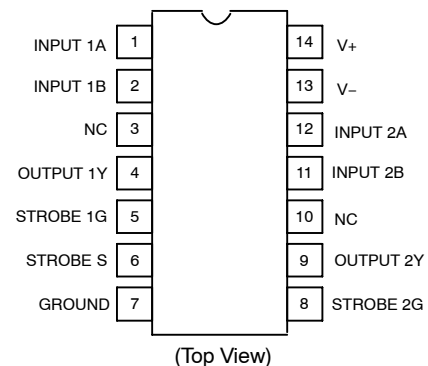 INPUT 1A 1 14 V+
INPUT 1B 2 13 V−
NC 3 12 INPUT 2A
OUTPUT 1Y 4 11 INPUT 2B
STROBE 1G 5 10 NC
STROBE S 6 9 OUTPUT 2Y
GROUND 7 8 STROBE 2G
(Top View)